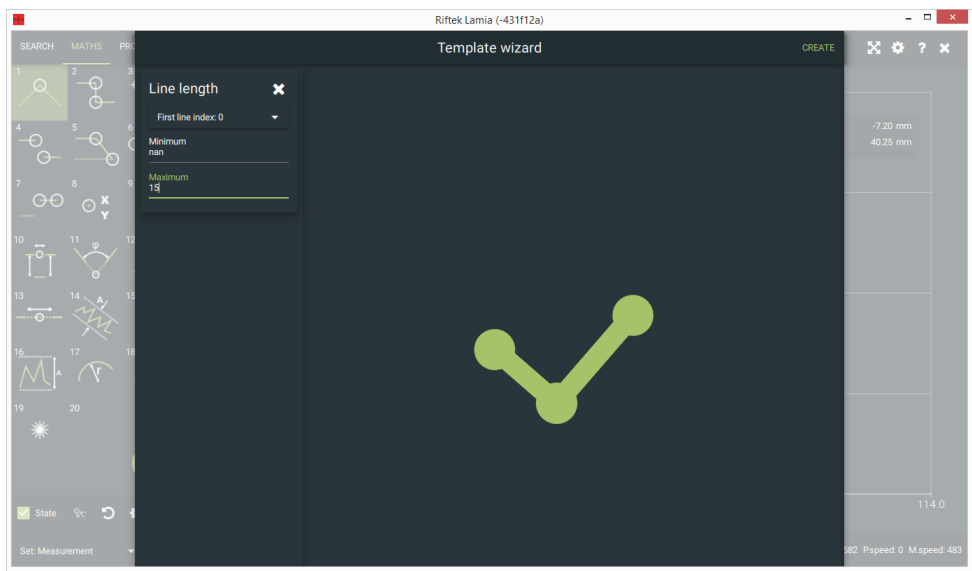 Riftek Lamia (-431f12a)
SEARCH MATHS PR
Template wizard
CREATE
?
1 2 3
Line length
First line index: 0
Minimum
nan
Maximum
15
-7.20 mm
40.25 mm
4 5 6
7 8 9
X
Y
10 11 12
φ
13 14 15
A
16 17 18
A
r
19 20
114.0
State
Set: Measurement
582 P.speed: 0 M.speed: 483